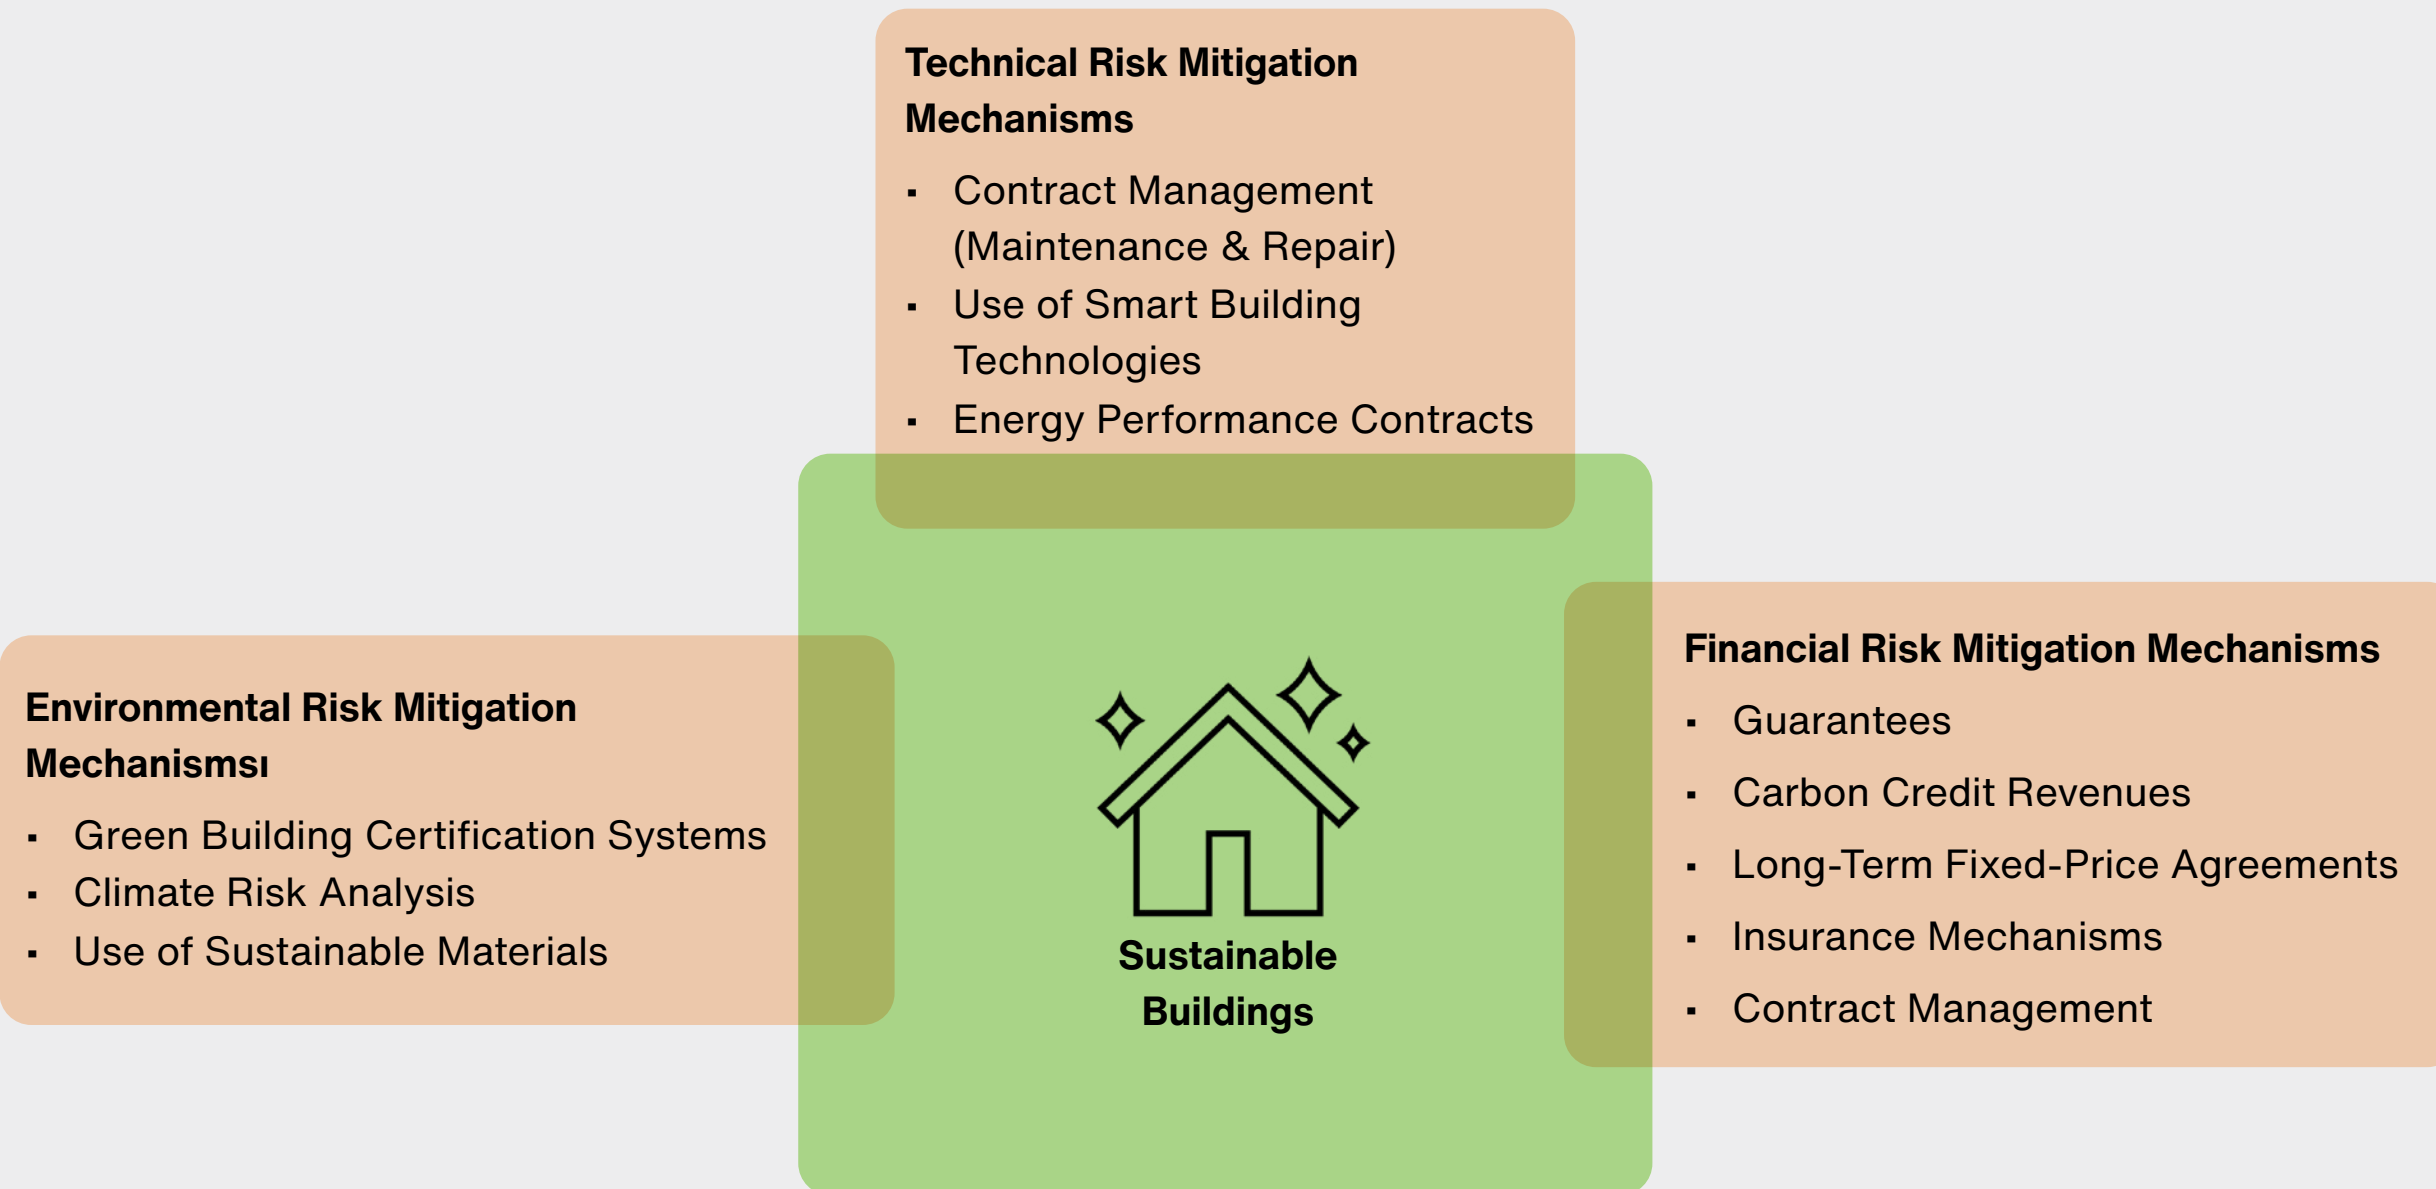 Technical Risk Mitigation
Mechanisms
▪ Contract Management
(Maintenance & Repair)
▪ Use of Smart Building
Technologies
▪ Energy Performance Contracts
Environmental Risk Mitigation
Mechanismsı
▪ Green Building Certification Systems
▪ Climate Risk Analysis
▪ Use of Sustainable Materials
Sustainable
Buildings
Financial Risk Mitigation Mechanisms
▪ Guarantees
▪ Carbon Credit Revenues
▪ Long-Term Fixed-Price Agreements
▪ Insurance Mechanisms
▪ Contract Management